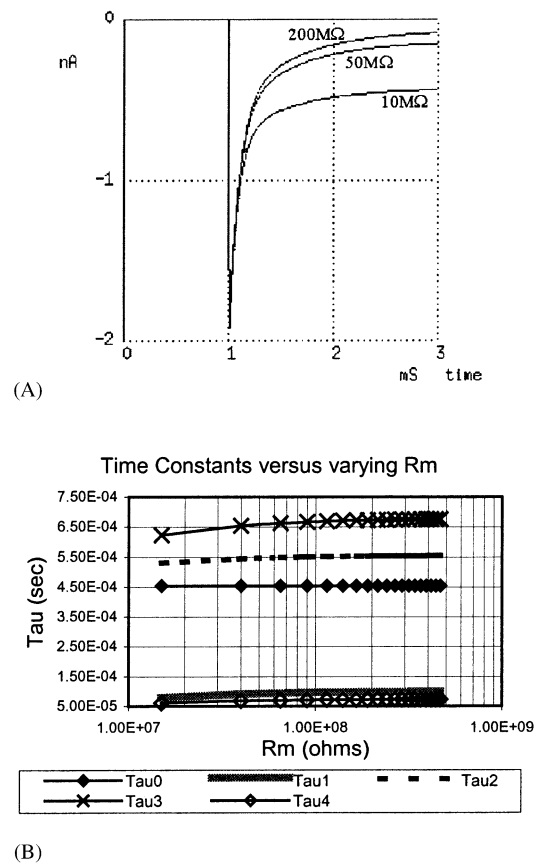 0
nA
200MΩ
50MΩ
10MΩ
-1
-2
0 1 2 3
mS time
(A)
Time Constants versus varying Rm
7.50E-04
6.50E-04
5.50E-04
4.50E-04
3.50E-04
2.50E-04
1.50E-04
5.00E-05
Tau (sec)
1.00E+07 1.00E+08 1.00E+09
Rm (ohms)
Tau0 Tau1 Tau2
Tau3 Tau4
(B)